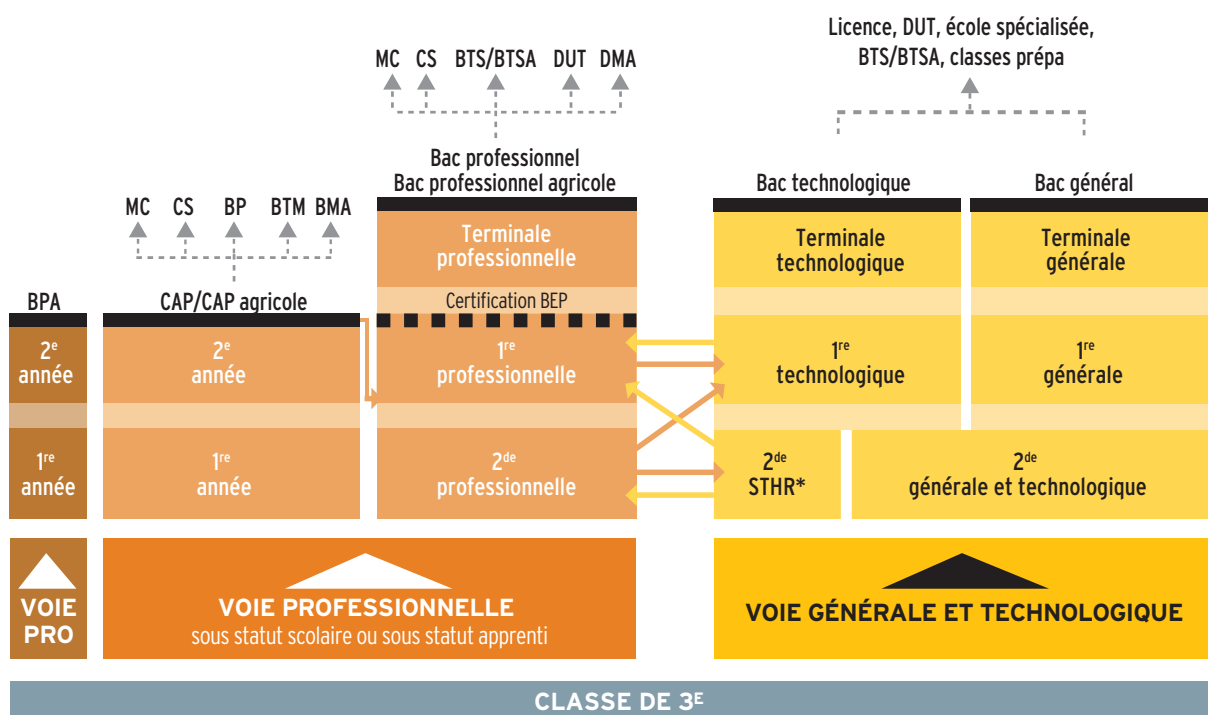 Licence, DUT, école spécialisée,
BTS/BTSA, classes prépa
MC CS BTS/BTSA DUT DMA
Bac professionnel
Bac professionnel agricole
Bac technologique
Bac général
MC CS BP BTM BMA
Terminale
professionnelle
Terminale
technologique
Terminale
générale
BPA
CAP/CAP agricole
Certification BEP
2e
année
2e
année
1re
professionnelle
1re
technologique
1re
générale
1re
année
1re
année
2de
professionnelle
2de
STHR*
2de
générale et technologique
VOIE
PRO
VOIE PROFESSIONNELLE
sous statut scolaire ou sous statut apprenti
VOIE GÉNÉRALE ET TECHNOLOGIQUE
CLASSE DE 3E